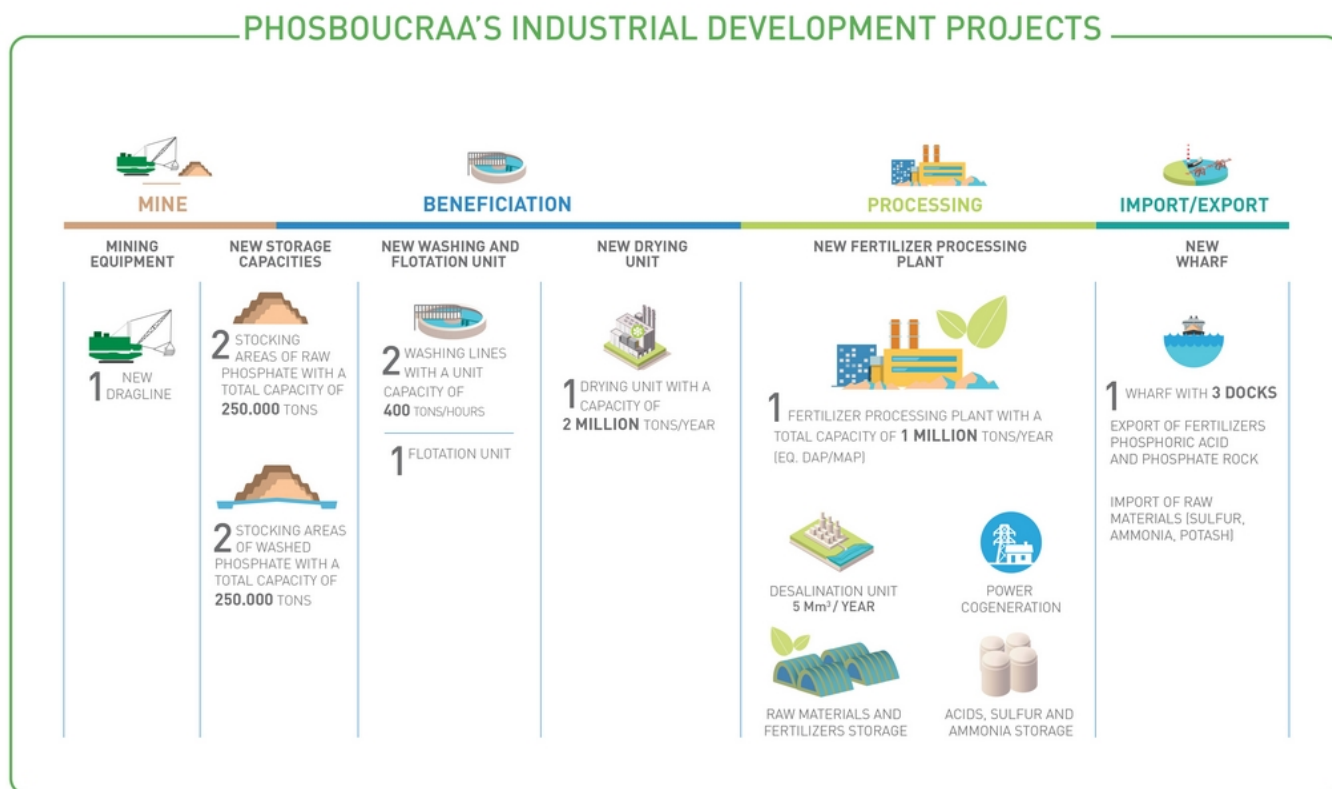 PHOSBOUCRAA'S INDUSTRIAL DEVELOPMENT PROJECTS
MINE
BENEFICIATION
PROCESSING
IMPORT/EXPORT
MINING
EQUIPMENT
NEW STORAGE
CAPACITIES
NEW WASHING AND
FLOTATION UNIT
NEW DRYING
UNIT
NEW FERTILIZER PROCESSING
PLANT
NEW
WHARF
1 NEW
DRAGLINE
2 STOCKING
AREAS OF RAW
PHOSPHATE WITH A
TOTAL CAPACITY OF
250.000 TONS
2 STOCKING AREAS
OF WASHED
PHOSPHATE WITH A
TOTAL CAPACITY OF
250.000 TONS
2 WASHING LINES
WITH A UNIT
CAPACITY OF
400 TONS/HOURS
1 FLOTATION UNIT
1 DRYING UNIT WITH A
CAPACITY OF
2 MILLION TONS/YEAR
1 FERTILIZER PROCESSING PLANT WITH A
TOTAL CAPACITY OF 1 MILLION TONS/YEAR
(EQ. DAP/MAP)
DESALINATION UNIT
5 Mm³ / YEAR
POWER
COGENERATION
RAW MATERIALS AND
FERTILIZERS STORAGE
ACIDS, SULFUR AND
AMMONIA STORAGE
1 WHARF WITH 3 DOCKS
EXPORT OF FERTILIZERS
PHOSPHORIC ACID
AND PHOSPHATE ROCK
IMPORT OF RAW
MATERIALS (SULFUR,
AMMONIA, POTASH)